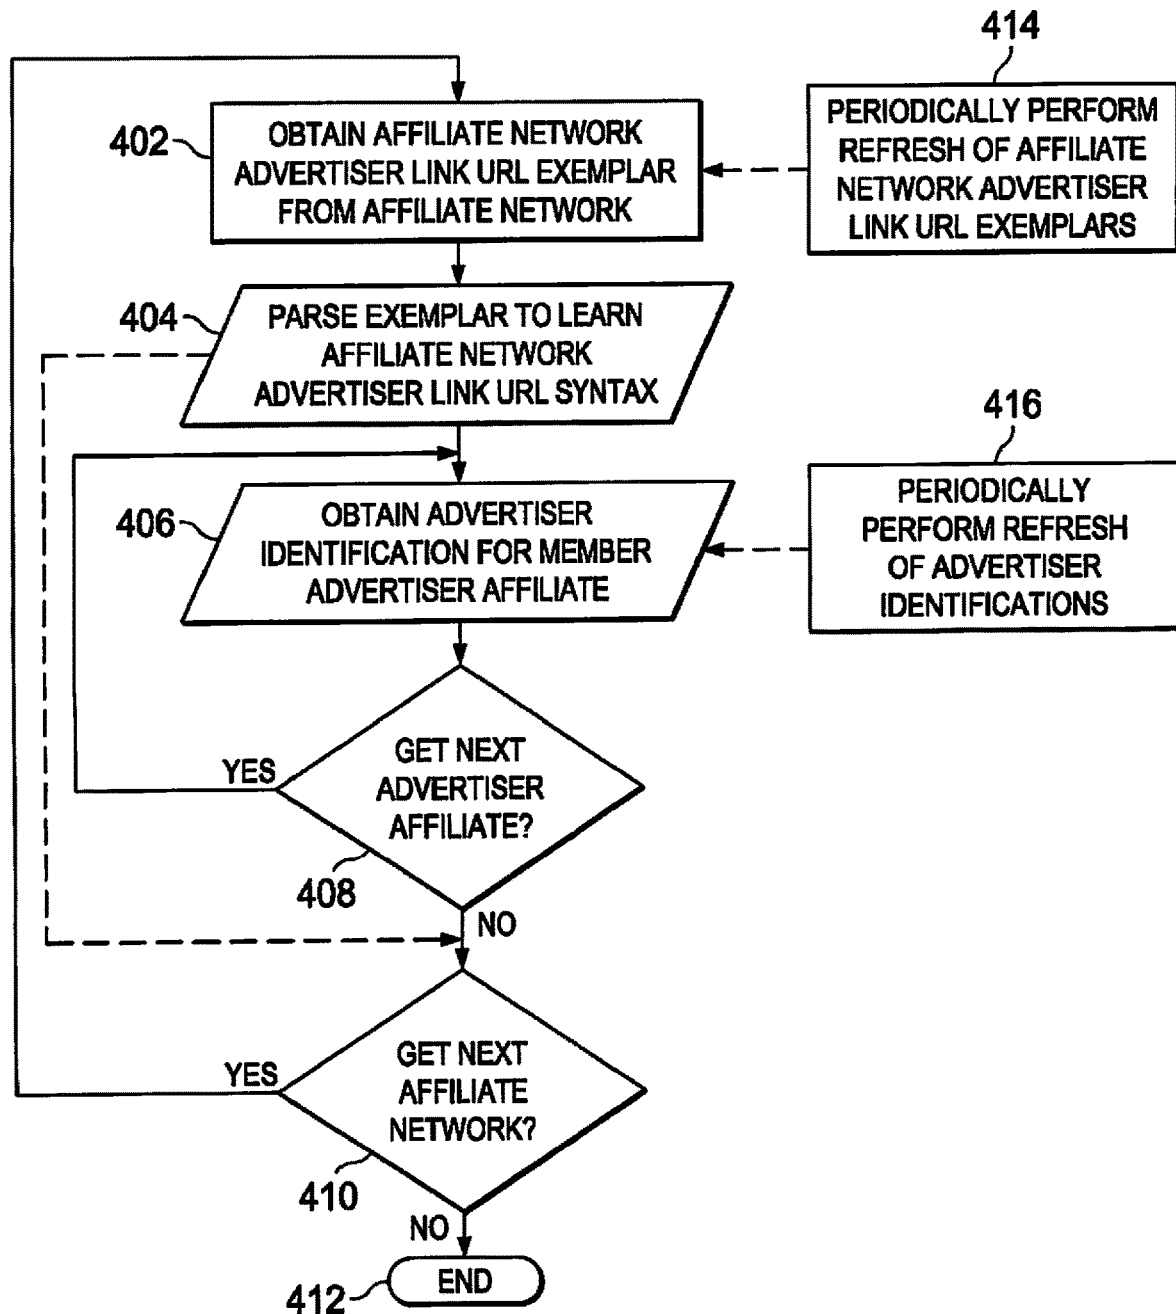 414
402
OBTAIN AFFILIATE NETWORK
ADVERTISER LINK URL EXEMPLAR
FROM AFFILIATE NETWORK
PERIODICALLY PERFORM
REFRESH OF AFFILIATE
NETWORK ADVERTISER
LINK URL EXEMPLARS
404
PARSE EXEMPLAR TO LEARN
AFFILIATE NETWORK
ADVERTISER LINK URL SYNTAX
416
406
OBTAIN ADVERTISER
IDENTIFICATION FOR MEMBER
ADVERTISER AFFILIATE
PERIODICALLY
PERFORM REFRESH
OF ADVERTISER
IDENTIFICATIONS
YES
GET NEXT
ADVERTISER
AFFILIATE?
408
NO
YES
GET NEXT
AFFILIATE
NETWORK?
410
NO
END
412